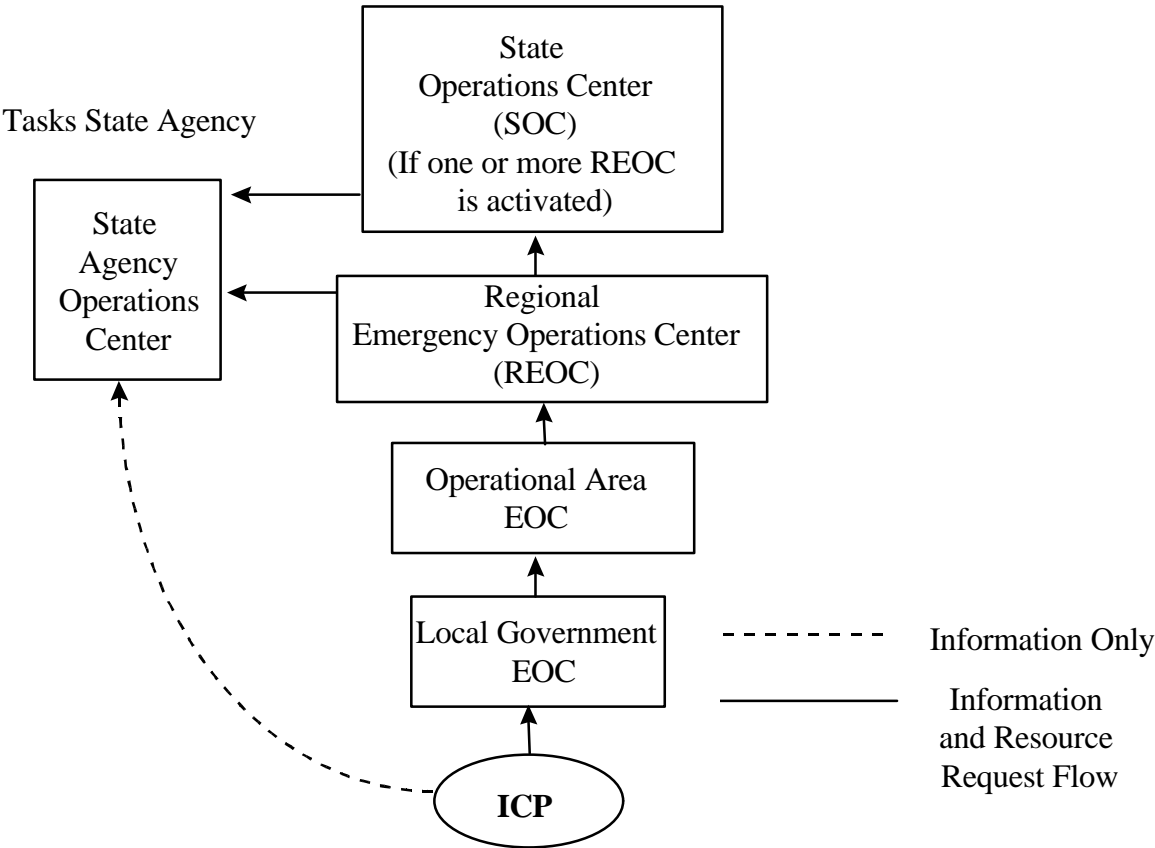 State
Operations Center
(SOC)
(If one or more REOC
is activated)
Tasks State Agency
State
Agency
Operations
Center
Regional
Emergency Operations Center
(REOC)
Operational Area
EOC
Local Government
EOC
Information Only
Information
and Resource
Request Flow
ICP